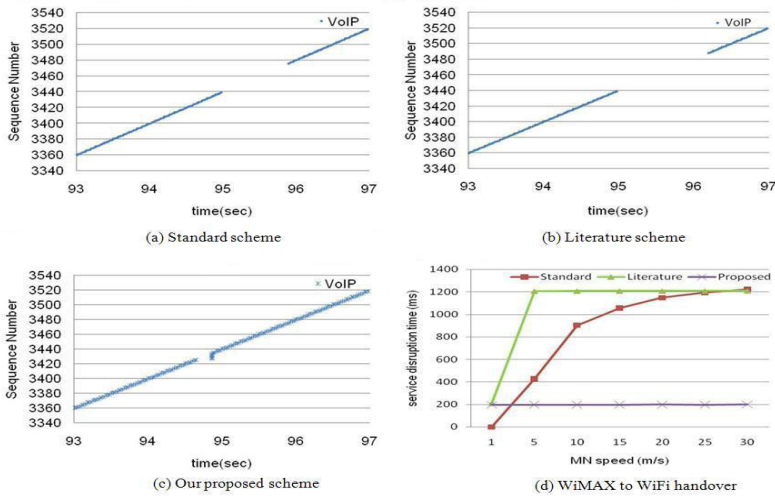 3540
3520
3500
3480
3460
3440
3420
3400
3380
3360
3340
Sequence Number
VoIP
93 94 95 96 97
time(sec)
(a) Standard scheme
3540
3520
3500
3480
3460
3440
3420
3400
3380
3360
3340
Sequence Number
VoIP
93 94 95 96 97
time(sec)
(b) Literature scheme
3540
3520
3500
3480
3460
3440
3420
3400
3380
3360
3340
Sequence Number
VoIP
93 94 95 96 97
time(sec)
(c) Our proposed scheme
1400
1200
1000
800
600
400
200
0
service disruption time (ms)
Standard Literature Proposed
1 5 10 15 20 25 30
MN speed (m/s)
(d) WiMAX to WiFi handover